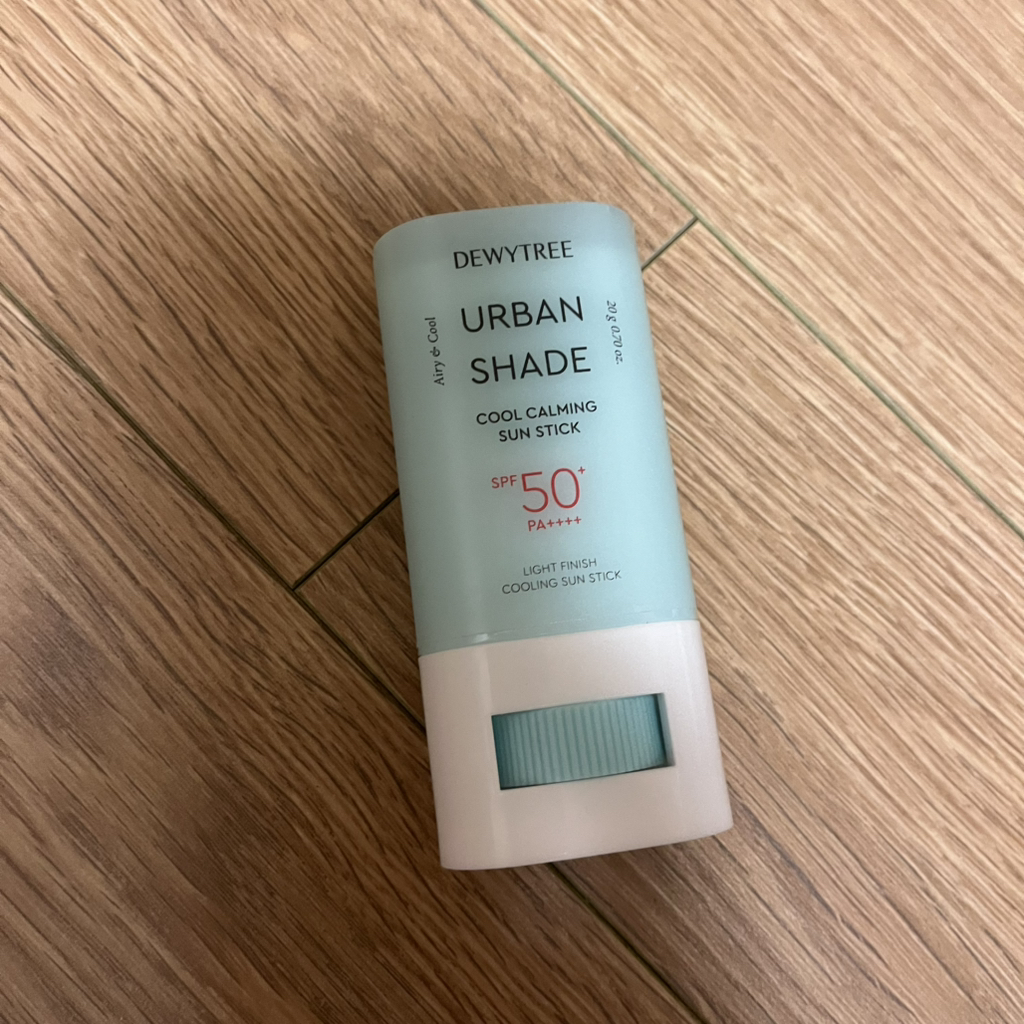 DEWYTREE
URBAN
SHADE
Airy & Cool
20 g 0.70 oz.
COOL CALMING
SUN STICK
SPF 50+
PA++++
LIGHT FINISH
COOLING SUN STICK